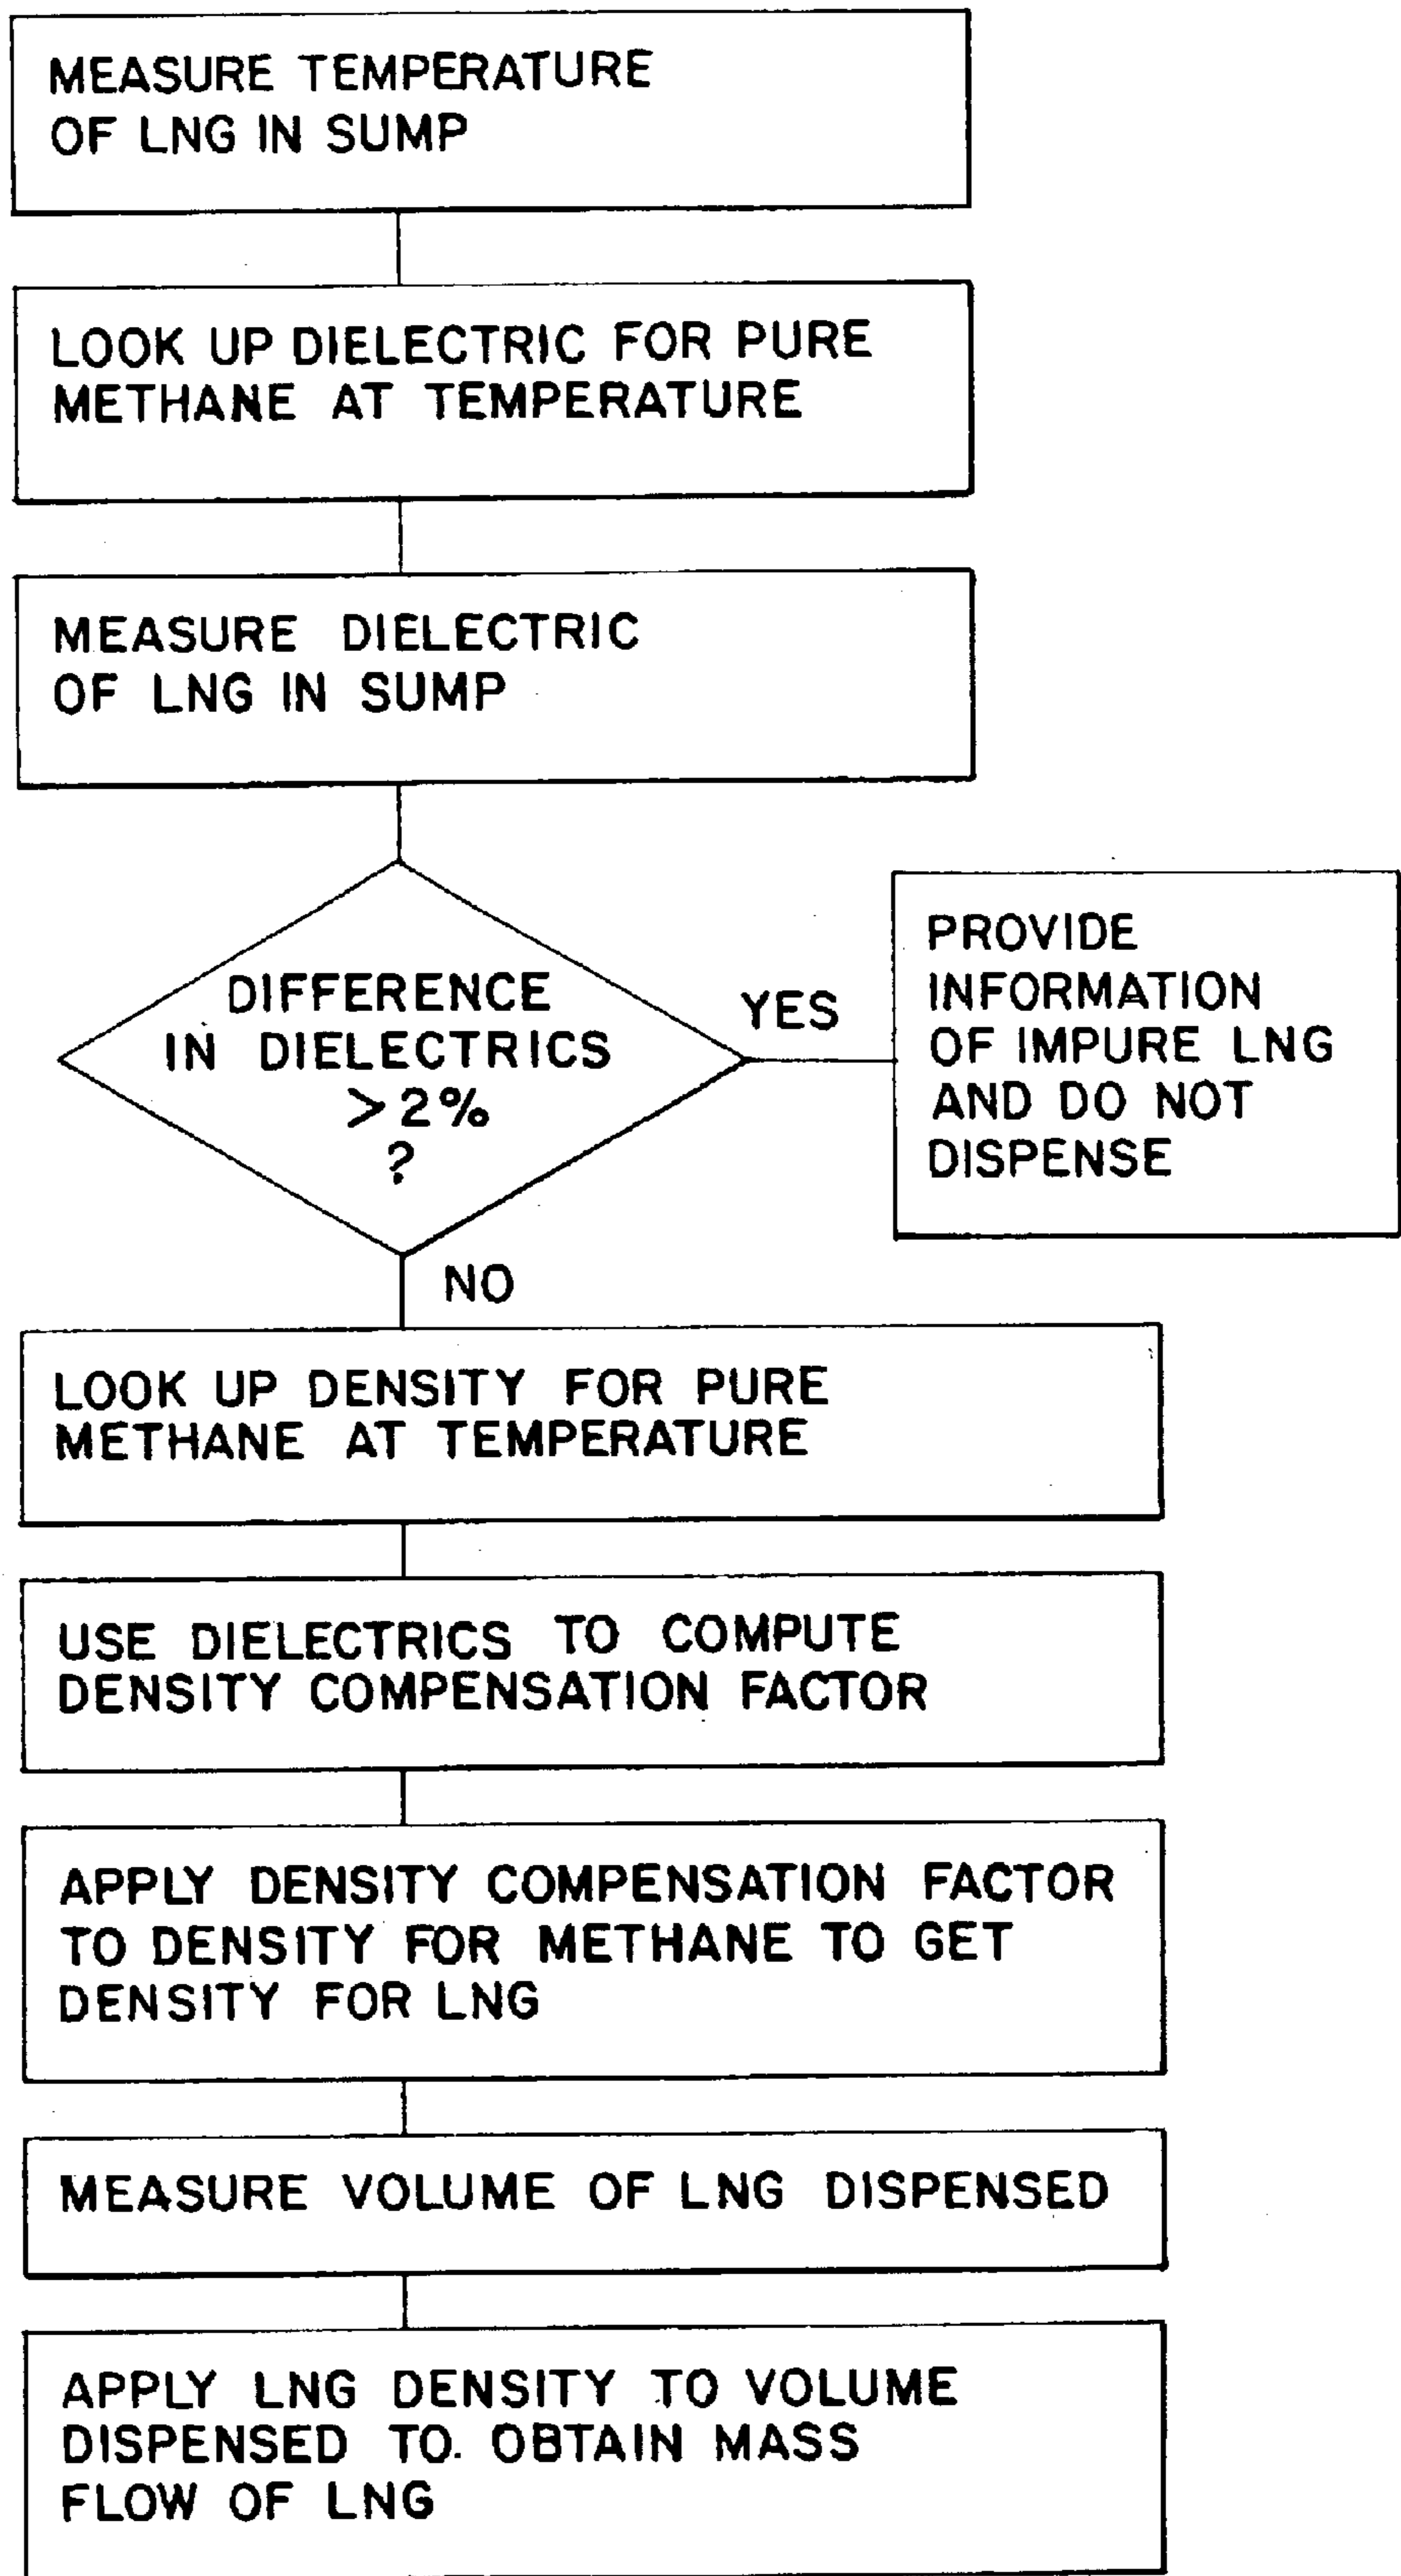 MEASURE TEMPERATURE
OF LNG IN SUMP
LOOK UP DIELECTRIC FOR PURE
METHANE AT TEMPERATURE
MEASURE DIELECTRIC
OF LNG IN SUMP
DIFFERENCE
IN DIELECTRICS
>2%
?
YES
PROVIDE
INFORMATION
OF IMPURE LNG
AND DO NOT
DISPENSE
NO
LOOK UP DENSITY FOR PURE
METHANE AT TEMPERATURE
USE DIELECTRICS TO COMPUTE
DENSITY COMPENSATION FACTOR
APPLY DENSITY COMPENSATION FACTOR
TO DENSITY FOR METHANE TO GET
DENSITY FOR LNG
MEASURE VOLUME OF LNG DISPENSED
APPLY LNG DENSITY TO VOLUME
DISPENSED TO. OBTAIN MASS
FLOW OF LNG